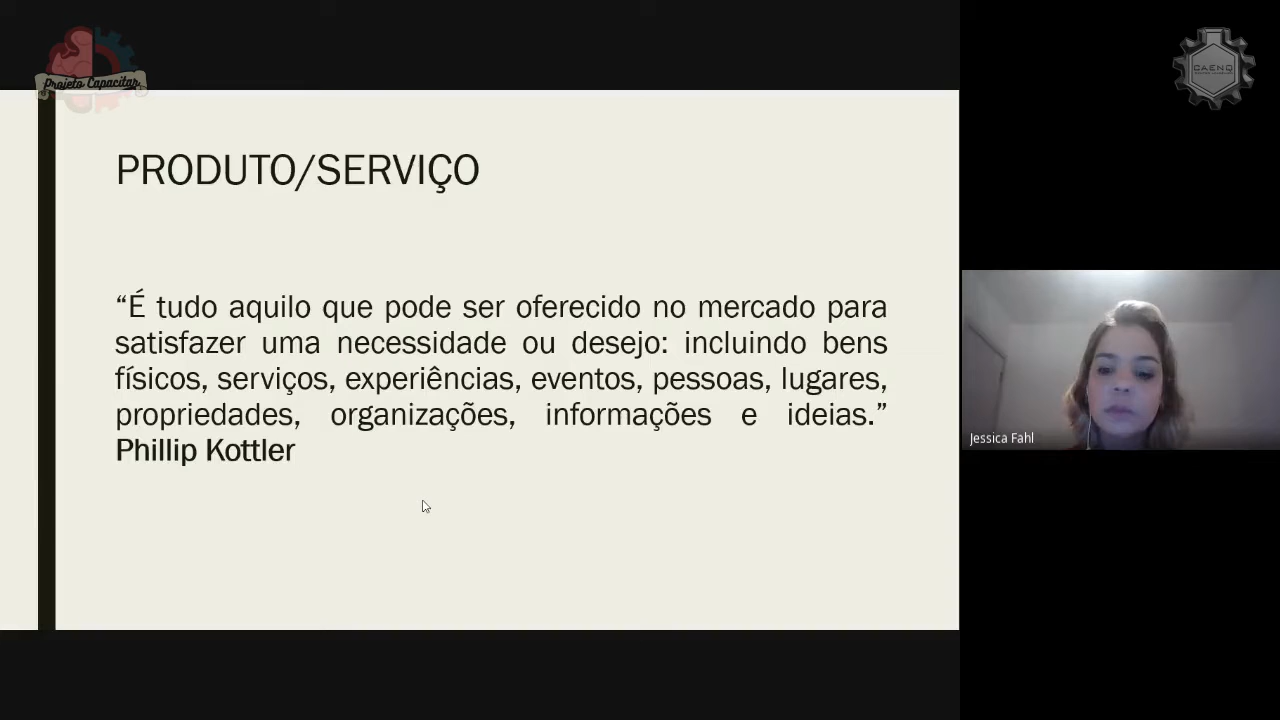 Projeto Capacitar
CAENQ
PRODUTO/SERVIÇO
“É tudo aquilo que pode ser oferecido no mercado para
satisfazer uma necessidade ou desejo: incluindo bens
físicos, serviços, experiências, eventos, pessoas, lugares,
propriedades, organizações, informações e ideias.”
Phillip Kottler
Jessica Fahl